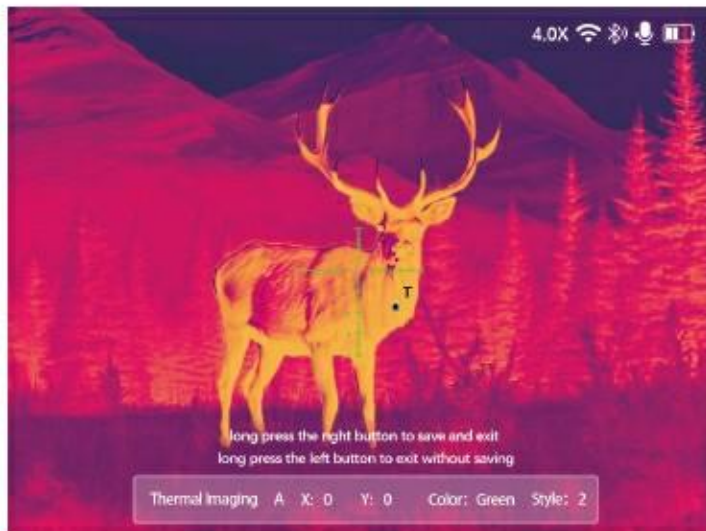 4.0X
T
long press the right button to save and exit
long press the left button to exit without saving
Thermal Imaging A X: 0 Y: 0 Color: Green Style: 2